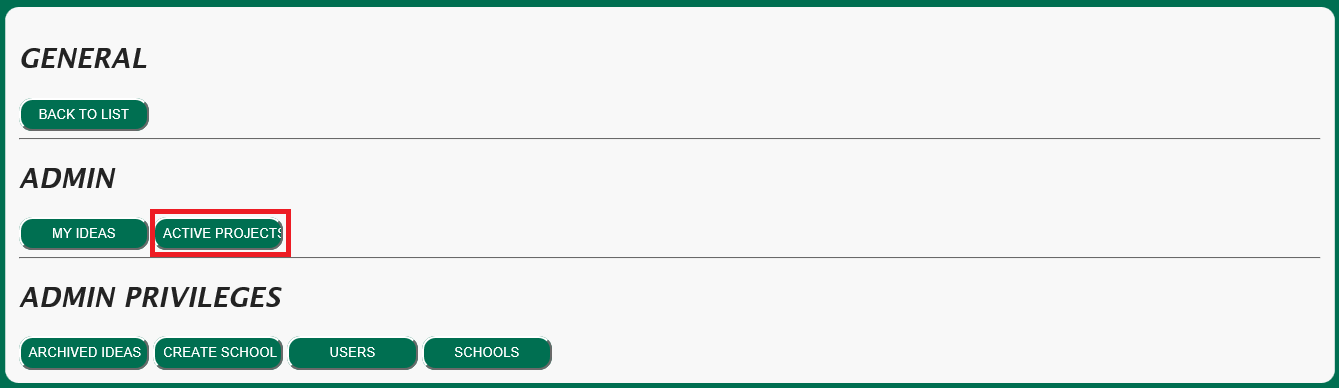 GENERAL
BACK TO LIST
ADMIN
MY IDEAS ACTIVE PROJECTS
ADMIN PRIVILEGES
ARCHIVED IDEAS CREATE SCHOOL USERS SCHOOLS